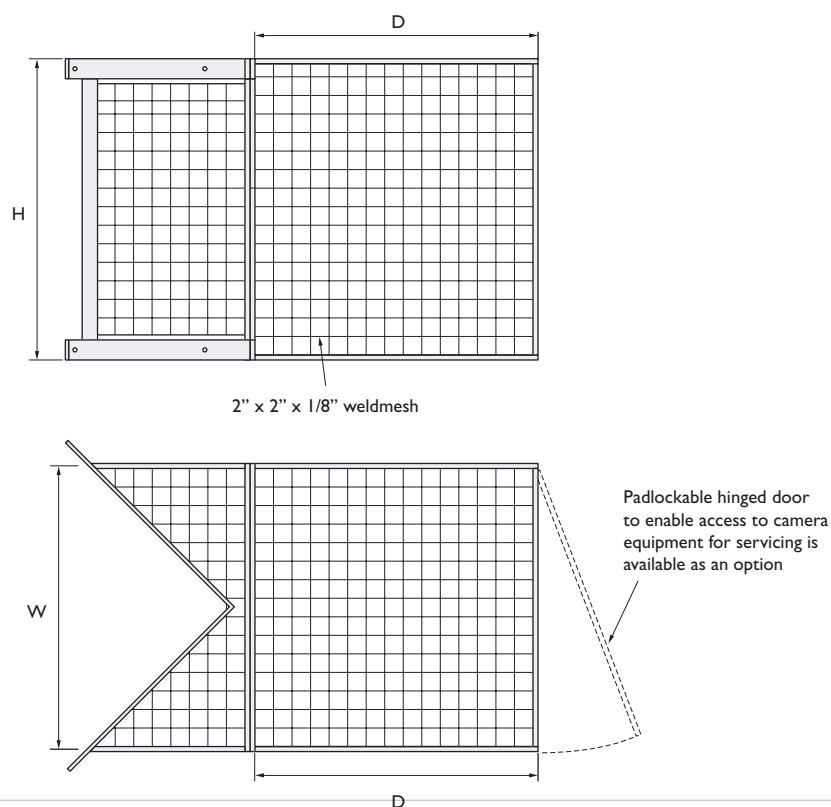 D
H
2” x 2” x 1/8” weldmesh
Padlockable hinged door
to enable access to camera
equipment for servicing is
available as an option
W
D